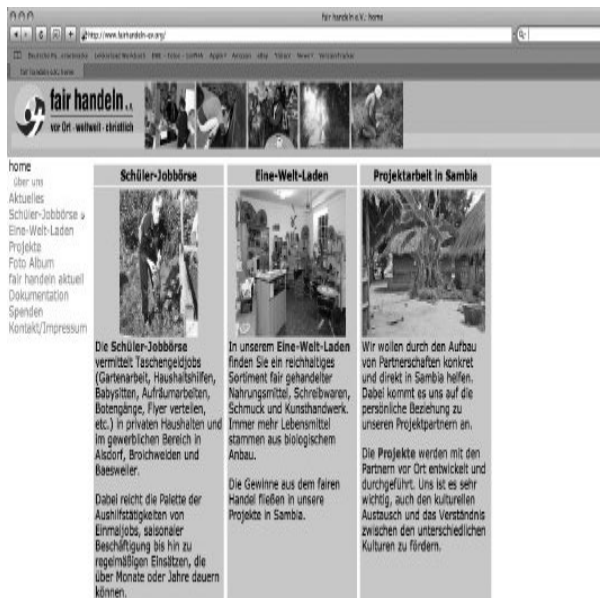 fair handeln e.V.: home
http://www.fairhandeln-ev.org/
fair handeln e.V.: home
fair handeln e.V.
vor Ort - weltweit - christlich
home
über uns
Aktuelles
Schüler-Jobbörse
Eine-Welt-Laden
Projekte
Foto Album
fair handeln aktuell
Dokumentation
Spenden
Kontakt/Impressum
Schüler-Jobbörse
Die Schüler-Jobbörse
vermittelt Taschengeldjobs
(Gartenarbeit, Haushaltshilfen,
Babysitten, Aufräumarbeiten,
Botengänge, Flyer verteilen,
etc.) in privaten Haushalten und
im gewerblichen Bereich in
Alsdorf, Broichweiden und
Baesweiler.
Dabei reicht die Palette der
Aushilfstätigkeiten von
Einmaljobs, saisonaler
Beschäftigung bis hin zu
regelmäßigen Einsätzen, die
über Monate oder Jahre dauern
können.
Eine-Welt-Laden
In unserem Eine-Welt-Laden
finden Sie ein reichhaltiges
Sortiment fair gehandelter
Nahrungsmittel, Schreibwaren,
Schmuck und Kunsthandwerk.
Immer mehr Lebensmittel
stammen aus biologischem
Anbau.
Die Gewinne aus dem fairen
Handel fließen in unsere
Projekte in Sambia.
Projektarbeit in Sambia
Wir wollen durch den Aufbau
von Partnerschaften konkret
und direkt in Sambia helfen.
Dabei kommt es uns auf die
persönliche Beziehung zu
unseren Projektpartnern an.
Die Projekte werden mit den
Partnern vor Ort entwickelt und
durchgeführt. Uns ist es sehr
wichtig, auch den kulturellen
Austausch und das Verständnis
zwischen den unterschiedlichen
Kulturen zu fördern.